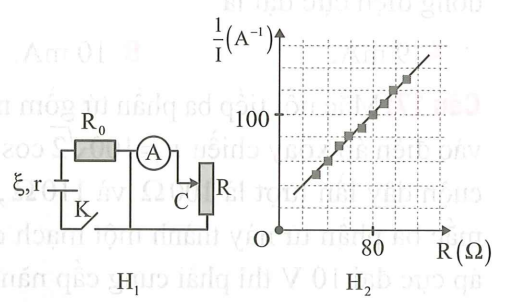 R₀
A
ξ, r
K
C
R
H₁
1/I (A⁻¹)
100
O
80
R(Ω)
H₂